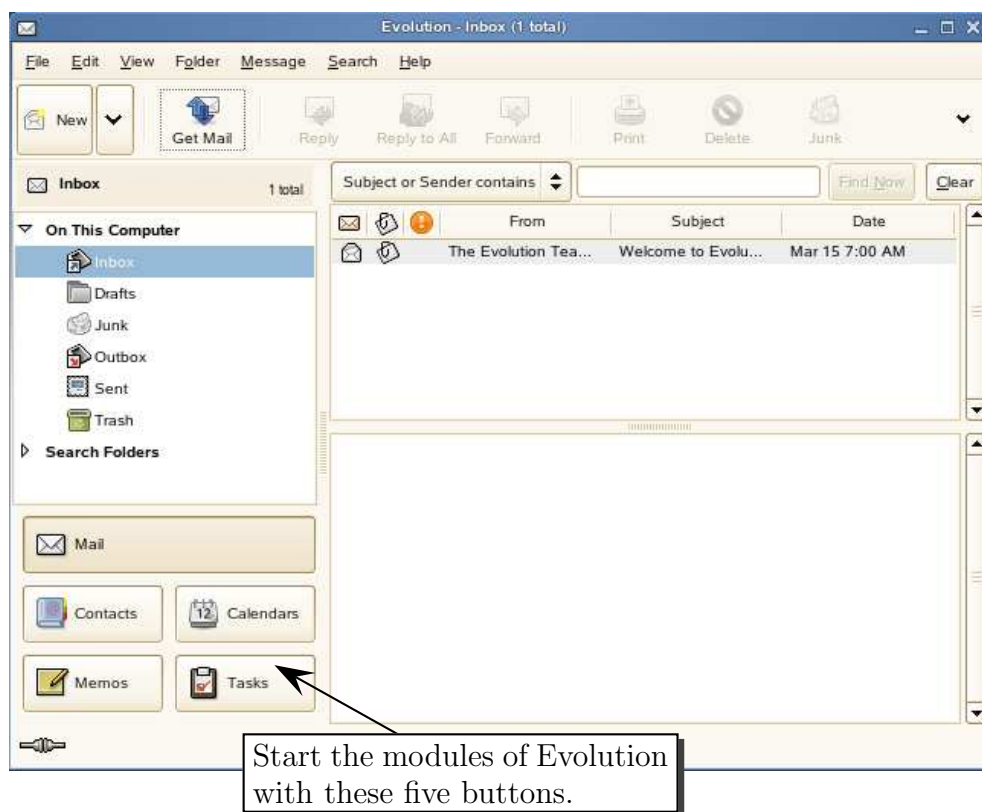 Evolution - Inbox (1 total)
File Edit View Folder Message Search Help
New Get Mail Reply Reply to All Forward Print Delete Junk
Inbox 1 total Subject or Sender contains Find Now Clear
On This Computer From Subject Date
Inbox The Evolution Tea... Welcome to Evolu... Mar 15 7:00 AM
Drafts
Junk
Outbox
Sent
Trash
Search Folders
Mail
Contacts 12 Calendars
Memos Tasks
Start the modules of Evolution
with these five buttons.